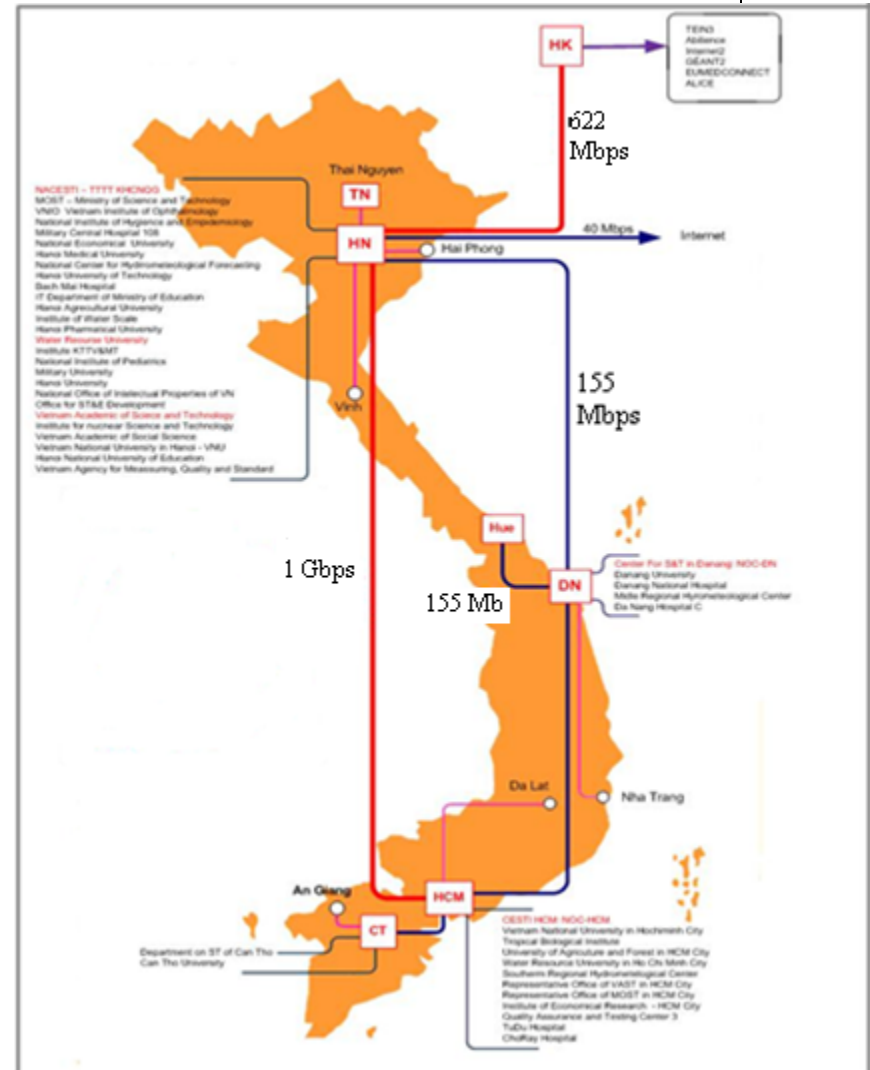 HK
TEIN3
Abilience
Internet2
GÉANT2
EUMEDCONNECT
ALICE
622
Mbps
Thai Nguyen
TN
HN
40 Mbps
Internet
Hai Phong
NACESTI – TTTT KHCNQG
MOST – Ministry of Science and Technology
VNIO Vietnam Institute of Ophthalmology
National Institute of Hygience and Empidemiology
Military Central Hospital 108
National Economical University
Hanoi Medical University
National Center for Hydrometeological Forecasting
Hanoi University of Technology
Bach Mai Hospital
IT Department of Ministry of Education
Hanoi Agrecultural University
Institute of Water Scale
Hanoi Pharmatical University
Water Recourse University
Institute KTTV&MT
National Institute of Pediatrics
Military University
Hanoi University
National Office of Intelectual Properties of VN
Office for ST&E Development
Vietnam Academic of Sciece and Technology
Institute for nucnear Science and Technology
Vietnam Academic of Social Science
Vietnam National University in Hanoi - VNU
Hanoi National University of Education
Vietnam Agency for Meassuring, Quality and Standard
Vinh
155
Mbps
Hue
1 Gbps
155 Mb
DN
Center For S&T in Danang: NOC-DN
Danang University
Danang National Hospital
Midle Regional Hyrometeological Center
Da Nang Hospital C
Da Lat
Nha Trang
An Giang
HCM
CT
Department on ST of Can Tho
Can Tho University
CESTI HCM: NOC-HCM
Vietnam National University in Hochiminh City
Tropical Biological Institute
University of Agriculture and Forest in HCM City
Water Resource University in Ho Chi Minh City
Southern Regional Hydrometelogical Center
Representative Office of VAST in HCM City
Representative Office of MOST in HCM City
Institute of Economical Research - HCM City
Quality Assurance and Testing Center 3
TuDu Hospital
ChoRay Hospital